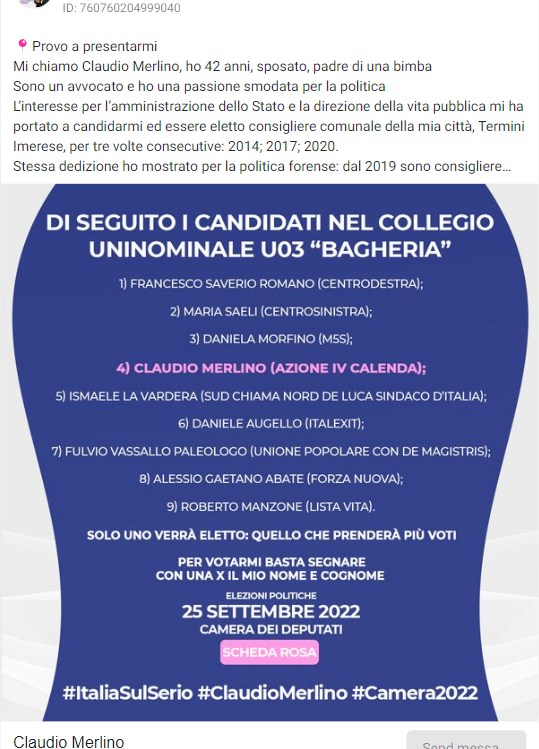 ID: 760760204999040
Provo a presentarmi
Mi chiamo Claudio Merlino, ho 42 anni, sposato, padre di una bimba
Sono un avvocato e ho una passione smodata per la politica
L'interesse per l'amministrazione dello Stato e la direzione della vita pubblica mi ha
portato a candidarmi ed essere eletto consigliere comunale della mia città, Termini
Imerese, per tre volte consecutive: 2014; 2017; 2020.
Stessa dedizione ho mostrato per la politica forense: dal 2019 sono consigliere...
DI SEGUITO I CANDIDATI NEL COLLEGIO
UNINOMINALE U03 “BAGHERIA”
1) FRANCESCO SAVERIO ROMANO (CENTRODESTRA);
2) MARIA SAELI (CENTROSINISTRA);
3) DANIELA MORFINO (M5S);
4) CLAUDIO MERLINO (AZIONE IV CALENDA);
5) ISMAELE LA VARDERA (SUD CHIAMA NORD DE LUCA SINDACO D'ITALIA);
6) DANIELE AUGELLO (ITALEXIT);
7) FULVIO VASSALLO PALEOLOGO (UNIONE POPOLARE CON DE MAGISTRIS);
8) ALESSIO GAETANO ABATE (FORZA NUOVA);
9) ROBERTO MANZONE (LISTA VITA).
SOLO UNO VERRÀ ELETTO: QUELLO CHE PRENDERÀ PIÙ VOTI
PER VOTARMI BASTA SEGNARE
CON UNA X IL MIO NOME E COGNOME
ELEZIONI POLITICHE
25 SETTEMBRE 2022
CAMERA DEI DEPUTATI
SCHEDA ROSA
#ItaliaSulSerio #ClaudioMerlino #Camera2022
Claudio Merlino
Send messa...